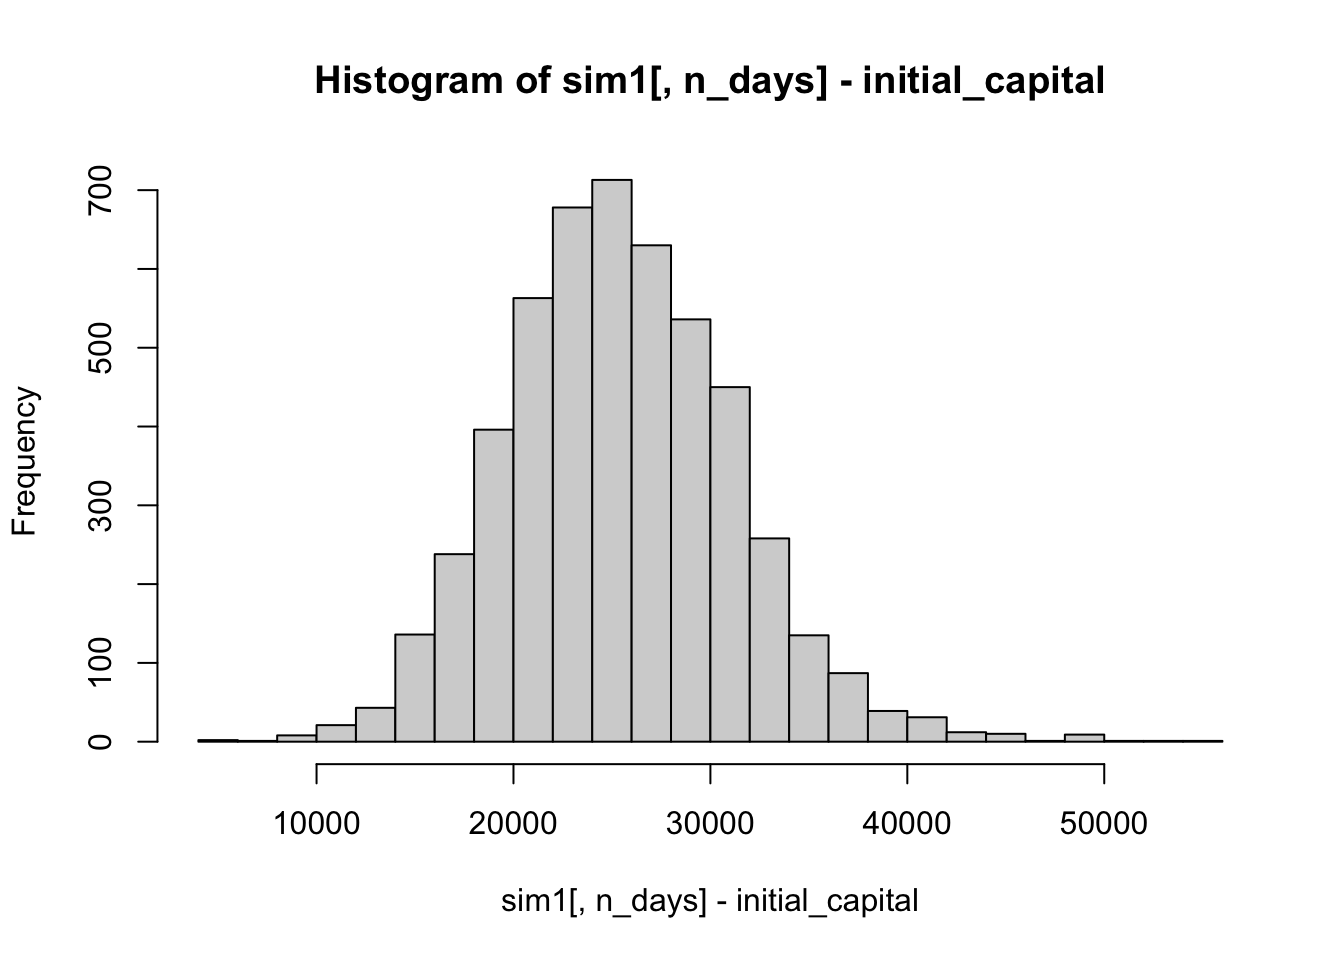 Histogram of sim1[, n_days] - initial_capital
Frequency
700
500
300
100
0
10000 20000 30000 40000 50000
sim1[, n_days] - initial_capital